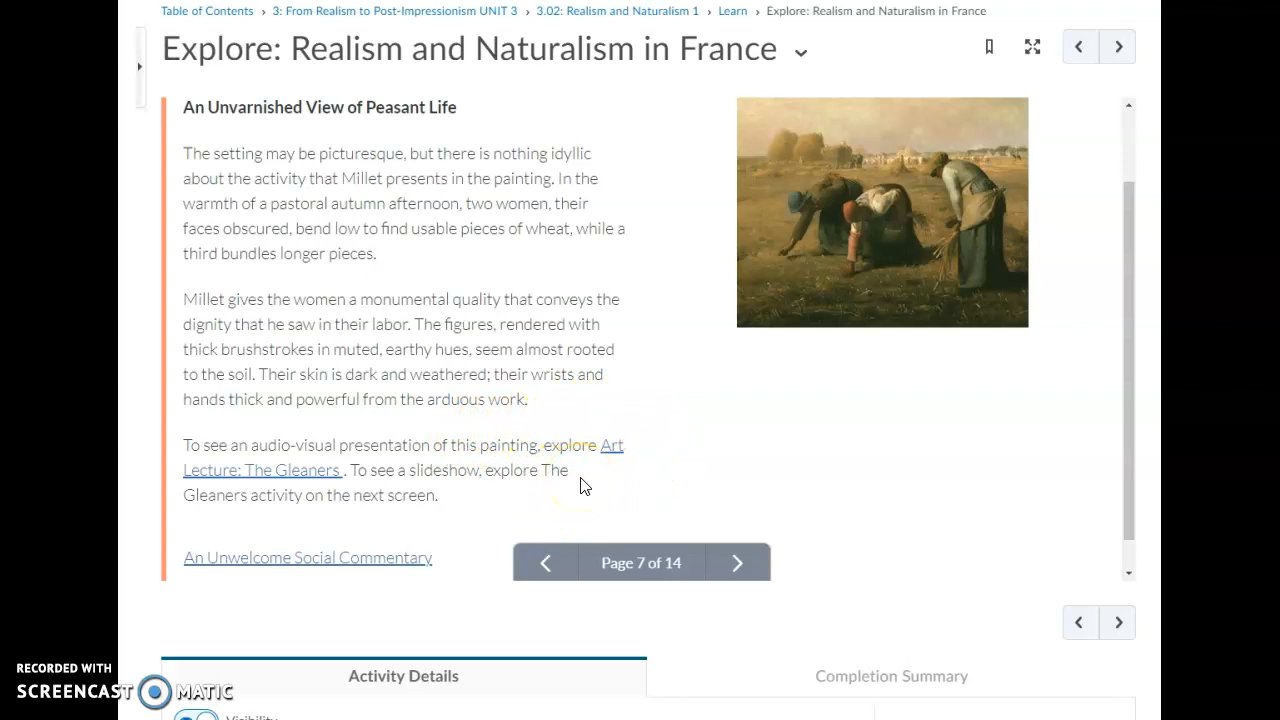 Table of Contents › 3: From Realism to Post-Impressionism UNIT 3 › 3.02: Realism and Naturalism 1 › Learn › Explore: Realism and Naturalism in France
Explore: Realism and Naturalism in France
An Unvarnished View of Peasant Life
The setting may be picturesque, but there is nothing idyllic
about the activity that Millet presents in the painting. In the
warmth of a pastoral autumn afternoon, two women, their
faces obscured, bend low to find usable pieces of wheat, while a
third bundles longer pieces.
Millet gives the women a monumental quality that conveys the
dignity that he saw in their labor. The figures, rendered with
thick brushstrokes in muted, earthy hues, seem almost rooted
to the soil. Their skin is dark and weathered; their wrists and
hands thick and powerful from the arduous work.
To see an audio-visual presentation of this painting, explore Art
Lecture: The Gleaners . To see a slideshow, explore The
Gleaners activity on the next screen.
An Unwelcome Social Commentary
Page 7 of 14
Activity Details
Completion Summary
Visibility
RECORDED WITH
SCREENCAST MATIC